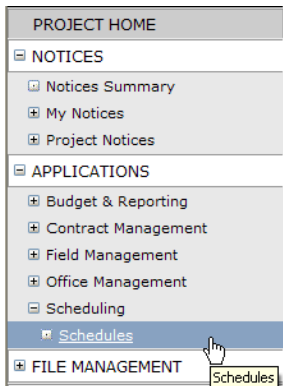 PROJECT HOME
NOTICES
Notices Summary
My Notices
Project Notices
APPLICATIONS
Budget & Reporting
Contract Management
Field Management
Office Management
Scheduling
Schedules
Schedules
FILE MANAGEMENT